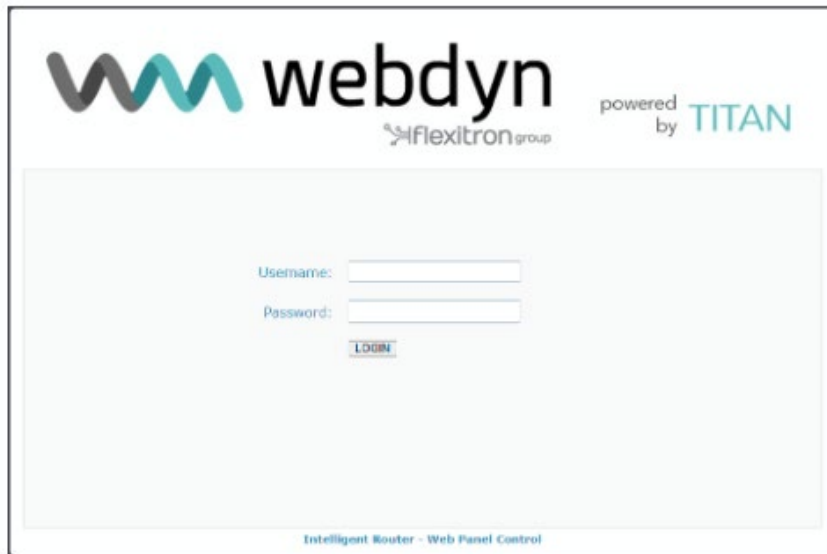 webdyn
flexitron group
powered
by TITAN
Username:
Password:
LOGIN
Intelligent Router - Web Panel Control